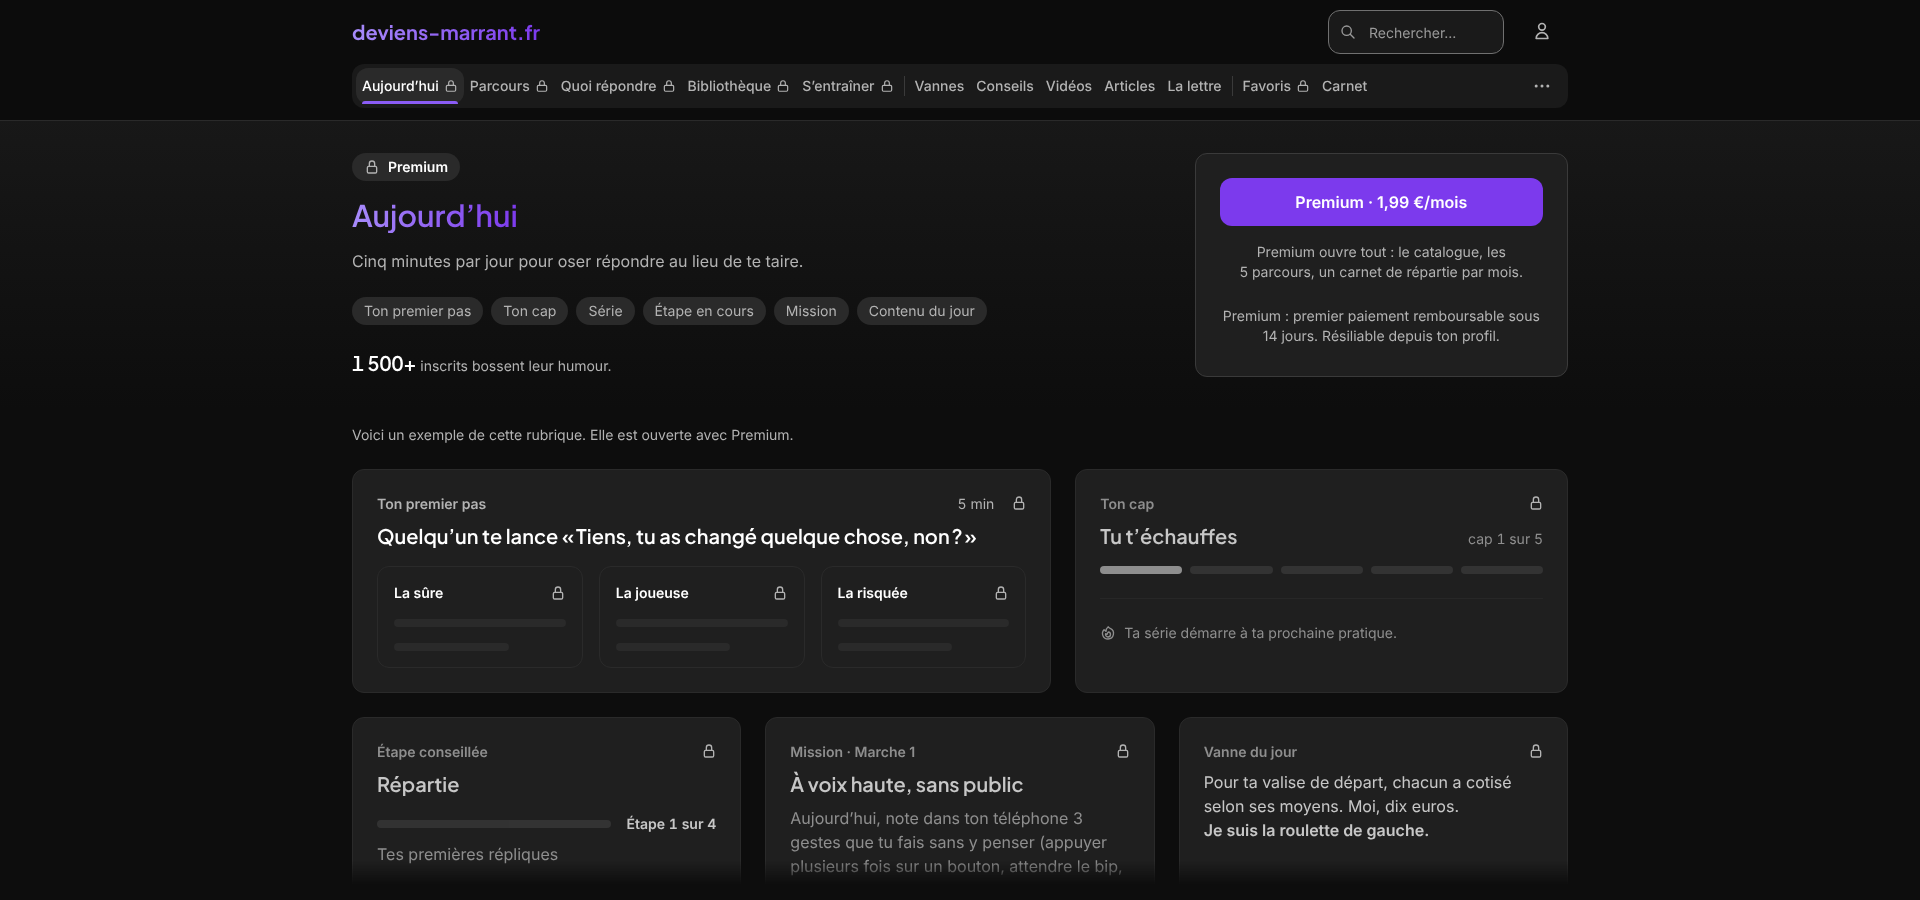 deviens-marrant.fr
Rechercher...
Aujourd’hui Parcours Quoi répondre Bibliothèque S’entraîner Vannes Conseils Vidéos Articles La lettre Favoris Carnet
Premium
Aujourd’hui
Cinq minutes par jour pour oser répondre au lieu de te taire.
Ton premier pas Ton cap Série Étape en cours Mission Contenu du jour
1 500+ inscrits bossent leur humour.
Premium · 1,99 €/mois
Premium ouvre tout : le catalogue, les
5 parcours, un carnet de répartie par mois.
Premium : premier paiement remboursable sous
14 jours. Résiliable depuis ton profil.
Voici un exemple de cette rubrique. Elle est ouverte avec Premium.
Ton premier pas 5 min
Quelqu’un te lance « Tiens, tu as changé quelque chose, non ? »
La sûre La joueuse La risquée
Ton cap
Tu t’échauffes cap 1 sur 5
Ta série démarre à ta prochaine pratique.
Étape conseillée
Répartie
Étape 1 sur 4
Tes premières répliques
Mission · Marche 1
À voix haute, sans public
Aujourd’hui, note dans ton téléphone 3
gestes que tu fais sans y penser (appuyer
plusieurs fois sur un bouton, attendre le bip,
Vanne du jour
Pour ta valise de départ, chacun a cotisé
selon ses moyens. Moi, dix euros.
Je suis la roulette de gauche.